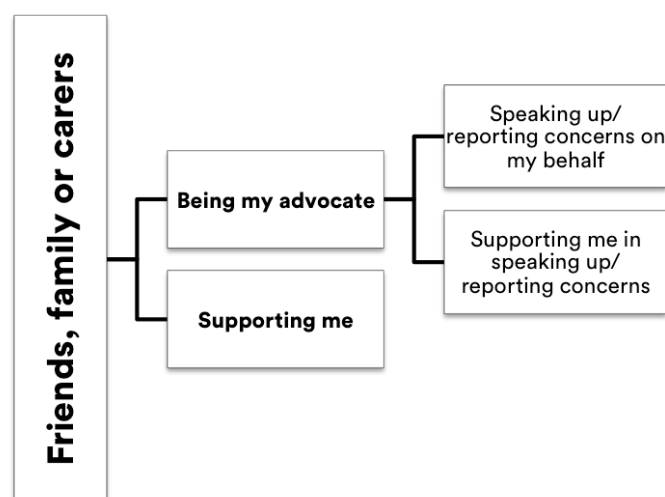 Friends, family or carers
Being my advocate
Supporting me
Speaking up/
reporting concerns on
my behalf
Supporting me in
speaking up/
reporting concerns